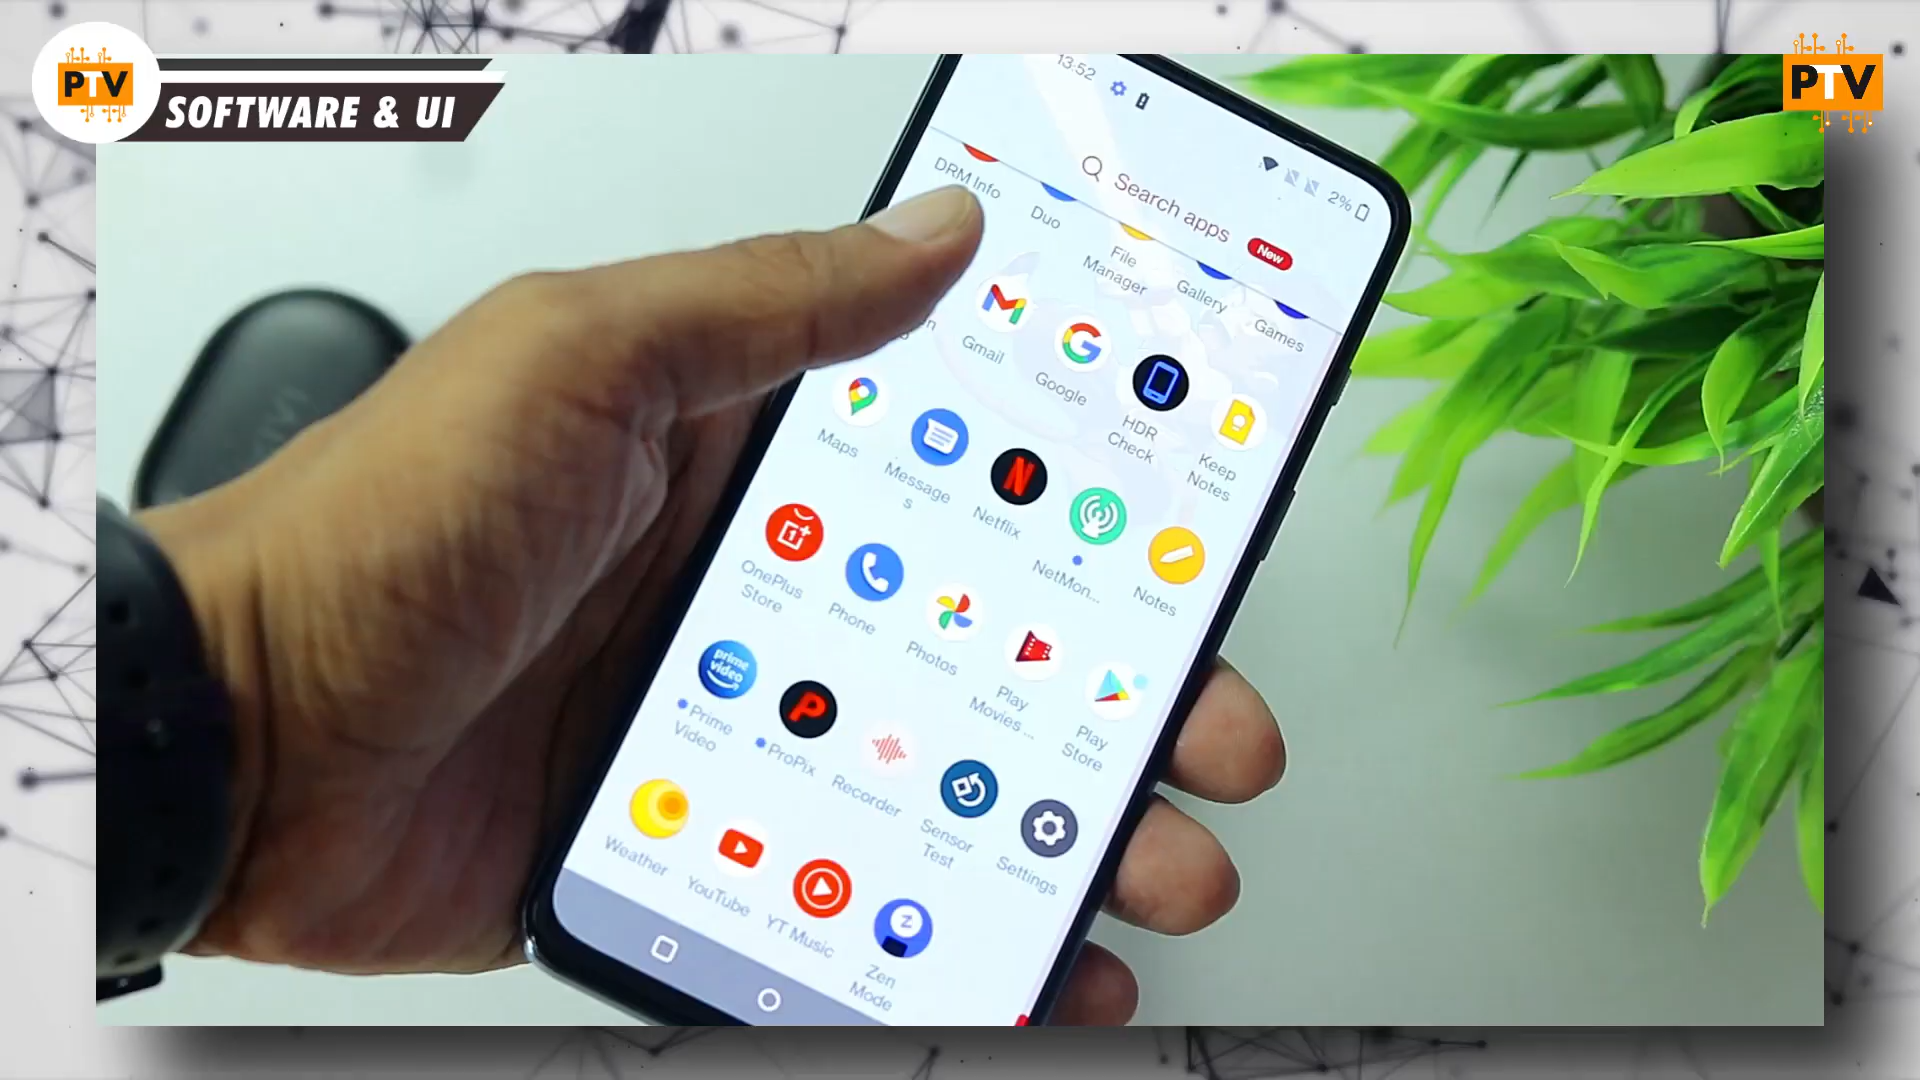 PTV
SOFTWARE & UI
PTV
13:52
2%
Search apps
New
DRM Info
Duo
File
Manager
Gallery
Games
Gmail
Google
HDR
Check
Keep
Notes
Maps
Message
s
Netflix
NetMon...
Notes
1+
OnePlus
Store
Phone
Photos
Play
Movies ...
Play
Store
prime
video
Prime
Video
ProPix
Recorder
Sensor
Test
Settings
Weather
YouTube
YT Music
Z
Zen
Mode